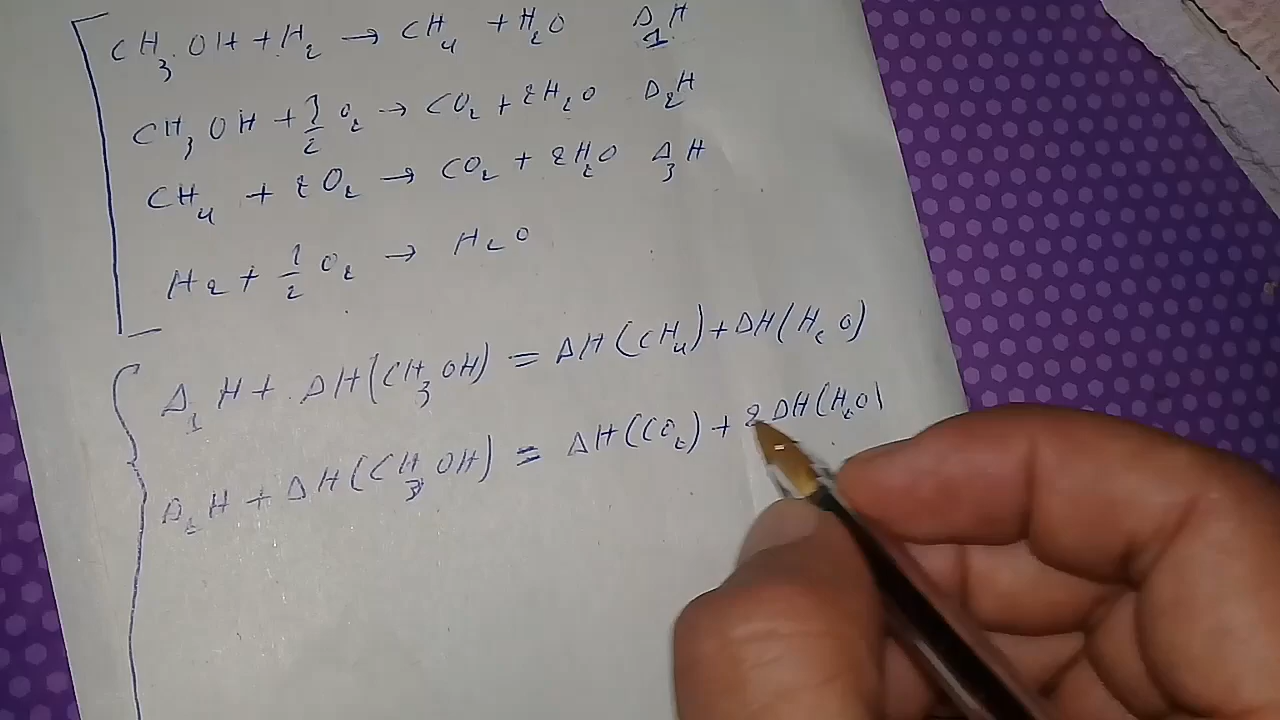 CH₃OH + H₂ → CH₄ + H₂O Δ₁H
CH₃OH + 3/2 O₂ → CO₂ + 2H₂O Δ₂H
CH₄ + 2O₂ → CO₂ + 2H₂O Δ₃H
H₂ + 1/2 O₂ → H₂O
Δ₁H + ΔH(CH₃OH) = ΔH(CH₄) + ΔH(H₂O)
Δ₂H + ΔH(CH₃OH) = ΔH(CO₂) + 2ΔH(H₂O)